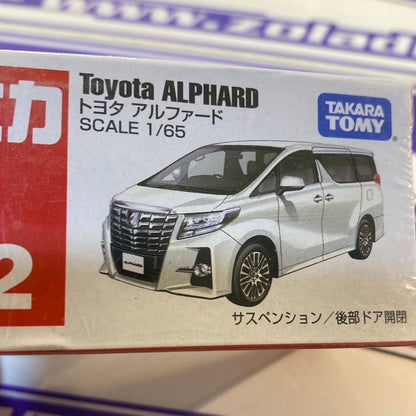 Toyota ALPHARD
トヨタ アルファード
SCALE 1/65
TAKARA
TOMY
カ
2
ALPHARD
サスペンション／後部ドア開閉